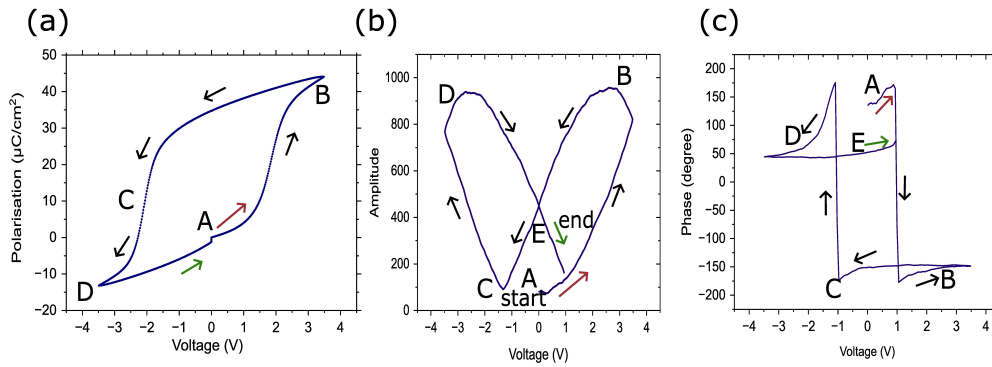 (a)
(b)
(c)
Polarisation (μC/cm²)
50
40
30
20
10
0
−10
−20
−4 −3 −2 −1 0 1 2 3 4
Voltage (V)
A
B
C
D
Amplitude
1000
800
600
400
200
0
−4 −3 −2 −1 0 1 2 3 4
Voltage (V)
D
B
E
end
C
A
start
Phase (degree)
200
150
100
50
0
−50
−100
−150
−200
−4 −3 −2 −1 0 1 2 3 4
Voltage (V)
A
D
E
C
B